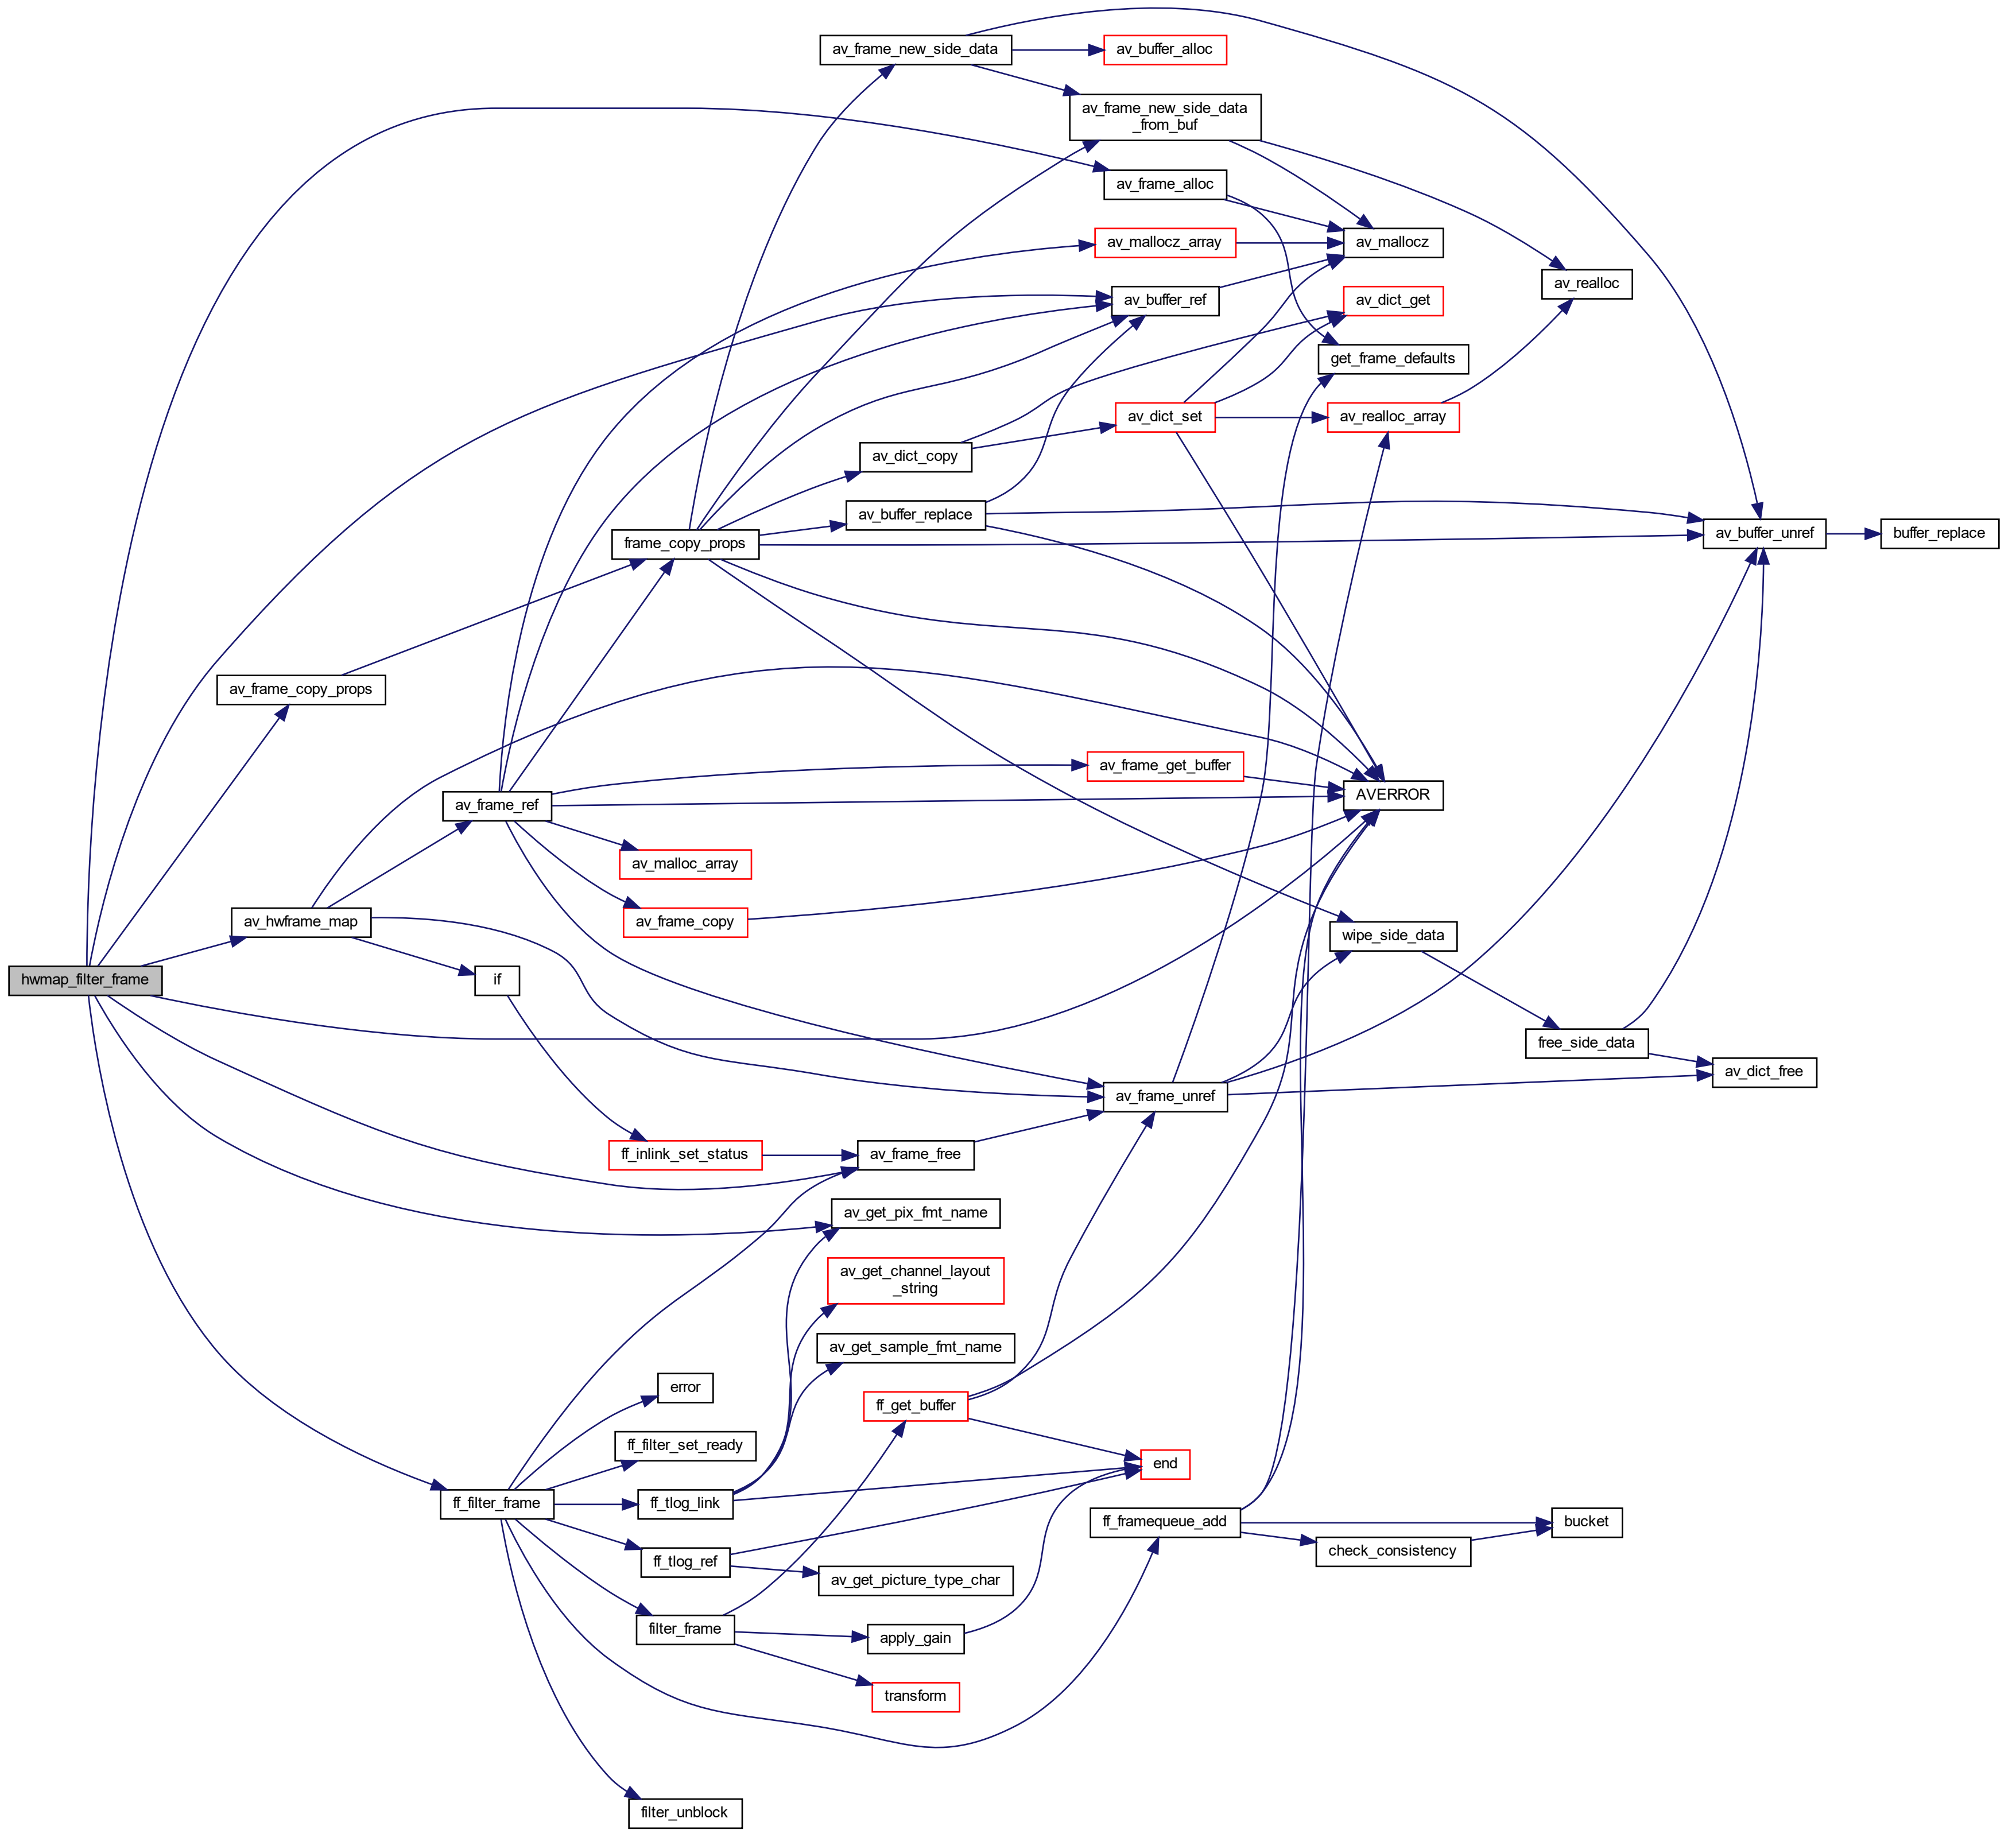 av_frame_new_side_data
av_buffer_alloc
av_frame_new_side_data
_from_buf
av_frame_alloc
av_mallocz_array
av_mallocz
av_realloc
av_buffer_ref
av_dict_get
get_frame_defaults
av_dict_set
av_realloc_array
av_dict_copy
av_buffer_replace
frame_copy_props
av_buffer_unref
buffer_replace
av_frame_copy_props
av_frame_get_buffer
AVERROR
av_frame_ref
av_malloc_array
av_frame_copy
av_hwframe_map
wipe_side_data
hwmap_filter_frame
if
free_side_data
av_dict_free
av_frame_unref
ff_inlink_set_status
av_frame_free
av_get_pix_fmt_name
av_get_channel_layout
_string
av_get_sample_fmt_name
error
ff_get_buffer
ff_filter_set_ready
end
ff_filter_frame
ff_tlog_link
ff_framequeue_add
bucket
check_consistency
ff_tlog_ref
av_get_picture_type_char
filter_frame
apply_gain
transform
filter_unblock